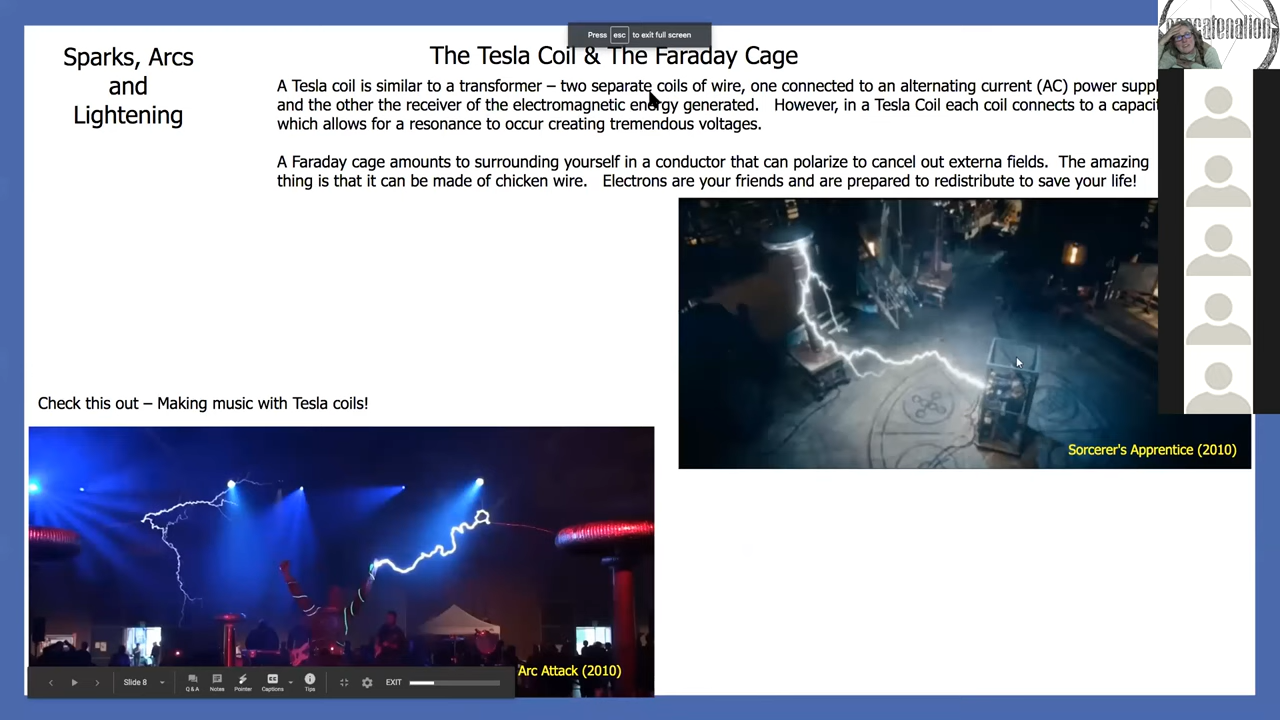 Press esc to exit full screen
Sparks, Arcs
and
Lightening
The Tesla Coil & The Faraday Cage
A Tesla coil is similar to a transformer – two separate coils of wire, one connected to an alternating current (AC) power suppl
and the other the receiver of the electromagnetic energy generated. However, in a Tesla Coil each coil connects to a capacit
which allows for a resonance to occur creating tremendous voltages.
A Faraday cage amounts to surrounding yourself in a conductor that can polarize to cancel out externa fields. The amazing
thing is that it can be made of chicken wire. Electrons are your friends and are prepared to redistribute to save your life!
Check this out – Making music with Tesla coils!
Sorcerer's Apprentice (2010)
Arc Attack (2010)
Slide 8
Q & A
Notes
Pointer
Captions
Tips
EXIT